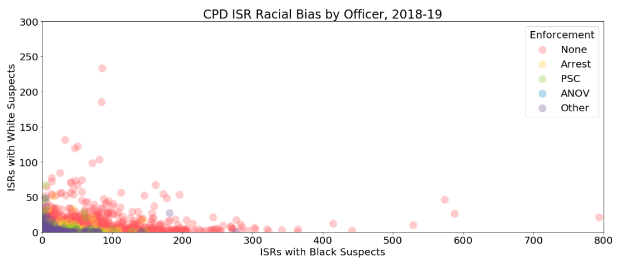 CPD ISR Racial Bias by Officer, 2018-19
300
250
200
150
100
50
0
ISRs with White Suspects
Enforcement
None
Arrest
PSC
ANOV
Other
0 100 200 300 400 500 600 700 800
ISRs with Black Suspects